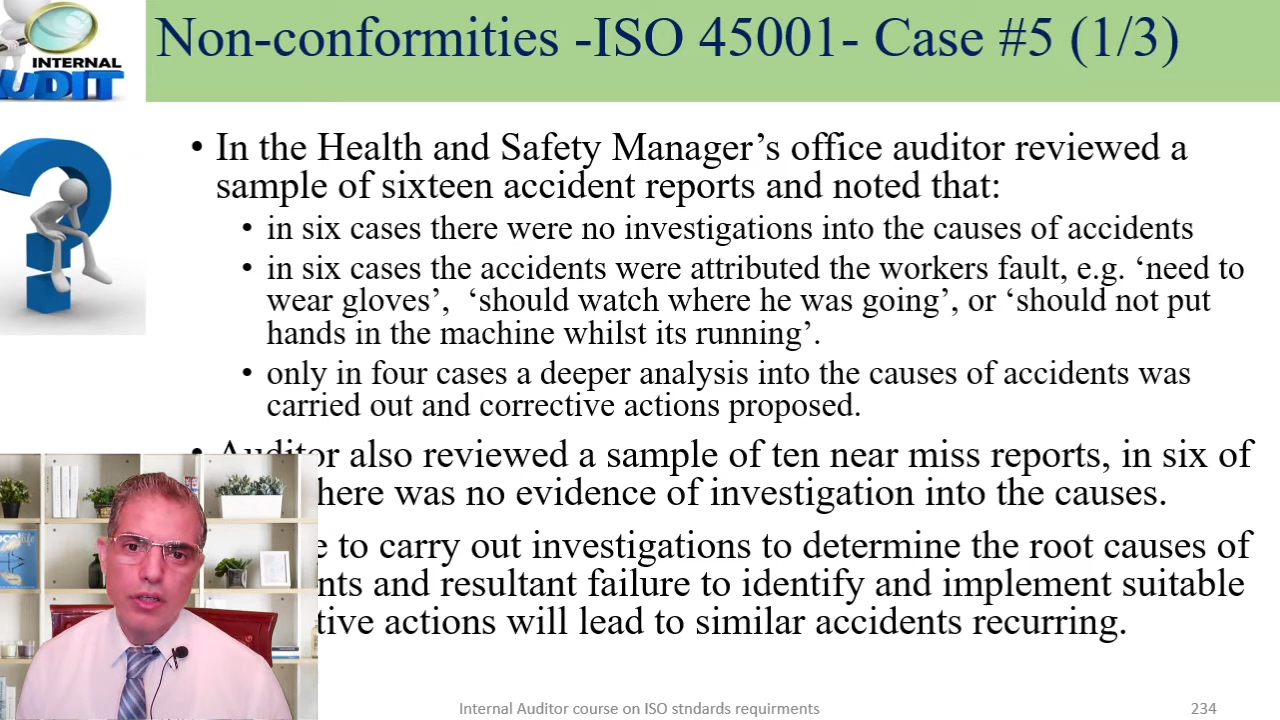 INTERNAL
AUDIT
Non-conformities -ISO 45001- Case #5 (1/3)
• In the Health and Safety Manager’s office auditor reviewed a
sample of sixteen accident reports and noted that:
• in six cases there were no investigations into the causes of accidents
• in six cases the accidents were attributed the workers fault, e.g. ‘need to
wear gloves’, ‘should watch where he was going’, or ‘should not put
hands in the machine whilst its running’.
• only in four cases a deeper analysis into the causes of accidents was
carried out and corrective actions proposed.
• Auditor also reviewed a sample of ten near miss reports, in six of
here was no evidence of investigation into the causes.
e to carry out investigations to determine the root causes of
nts and resultant failure to identify and implement suitable
tive actions will lead to similar accidents recurring.
Internal Auditor course on ISO stndards requirments
234